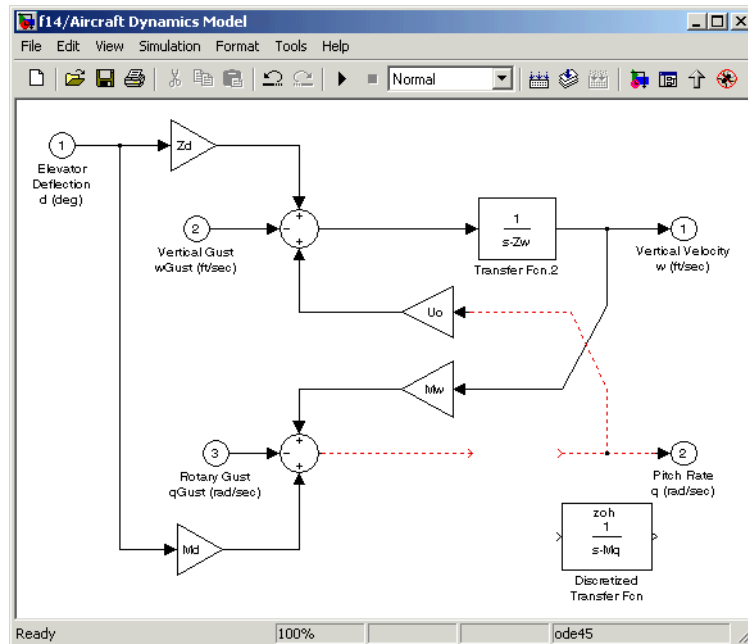 f14/Aircraft Dynamics Model
File Edit View Simulation Format Tools Help
Normal
1
Elevator
Deflection
d (deg)
Zd
2
Vertical Gust
wGust (ft/sec)
+
-
+
1
s-Zw
Transfer Fcn.2
1
Vertical Velocity
w (ft/sec)
Uo
Mw
3
Rotary Gust
qGust (rad/sec)
+
-
+
2
Pitch Rate
q (rad/sec)
Md
zoh
1
s-Mq
Discretized
Transfer Fcn
Ready 100% ode45